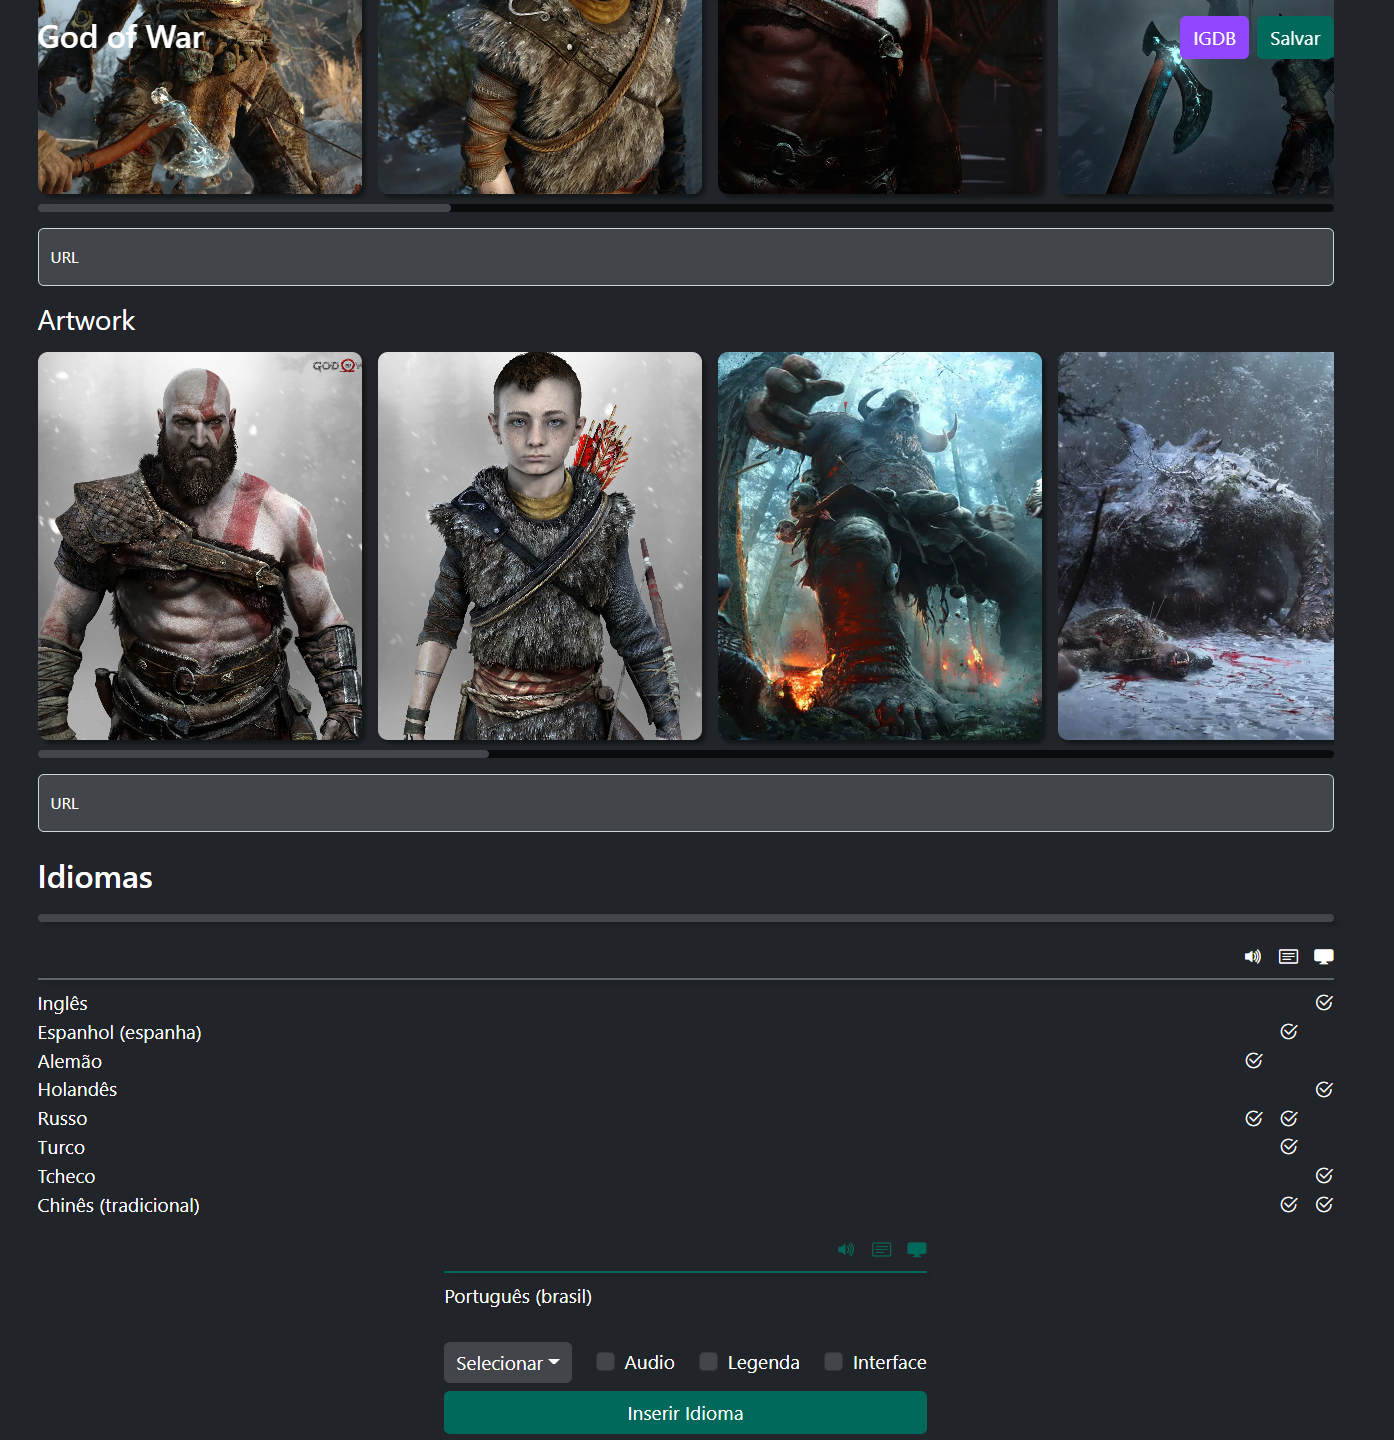 God of War
IGDB
Salvar
URL
Artwork
GOD
URL
Idiomas
Inglês
Espanhol (espanha)
Alemão
Holandês
Russo
Turco
Tcheco
Chinês (tradicional)
Português (brasil)
Selecionar
Audio
Legenda
Interface
Inserir Idioma